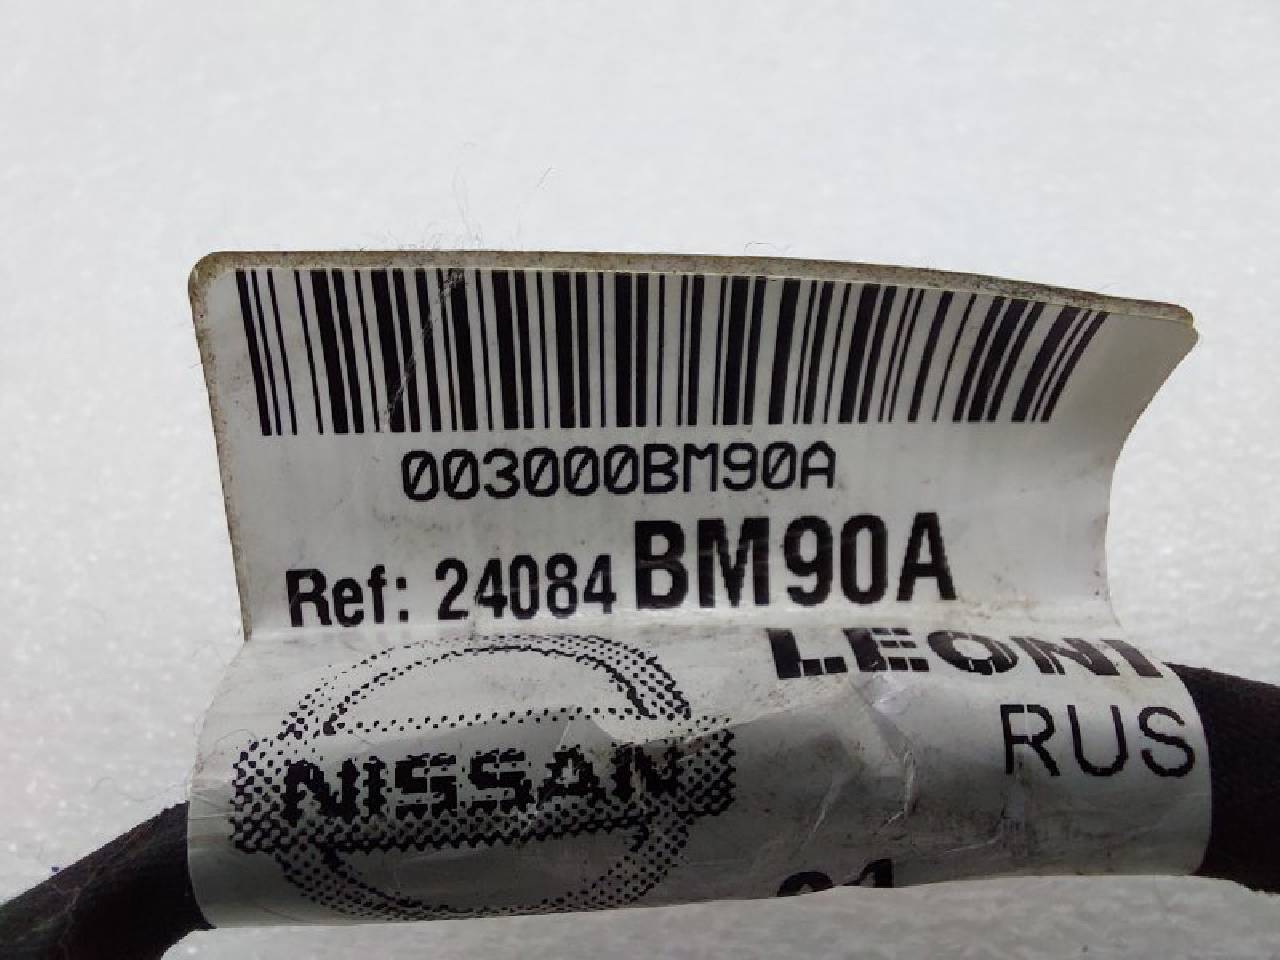 003000BM90A
Ref: 24084 BM90A
LEONI
RUS
NISSAN